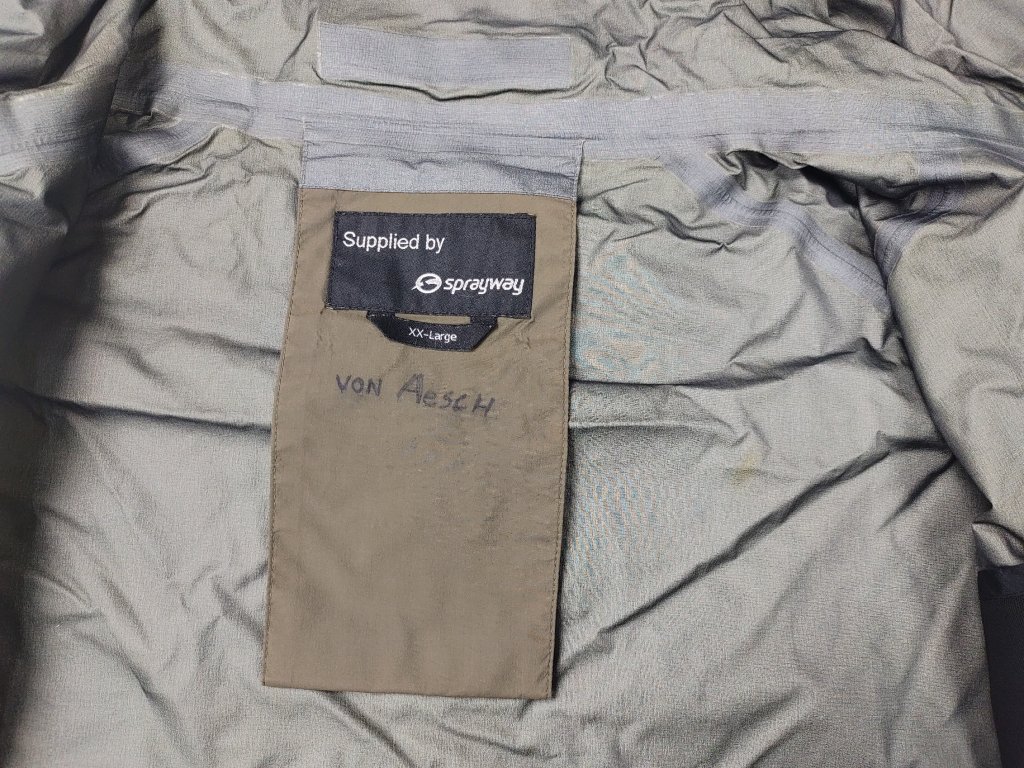 Supplied by
sprayway
XX-Large
VON AESCH